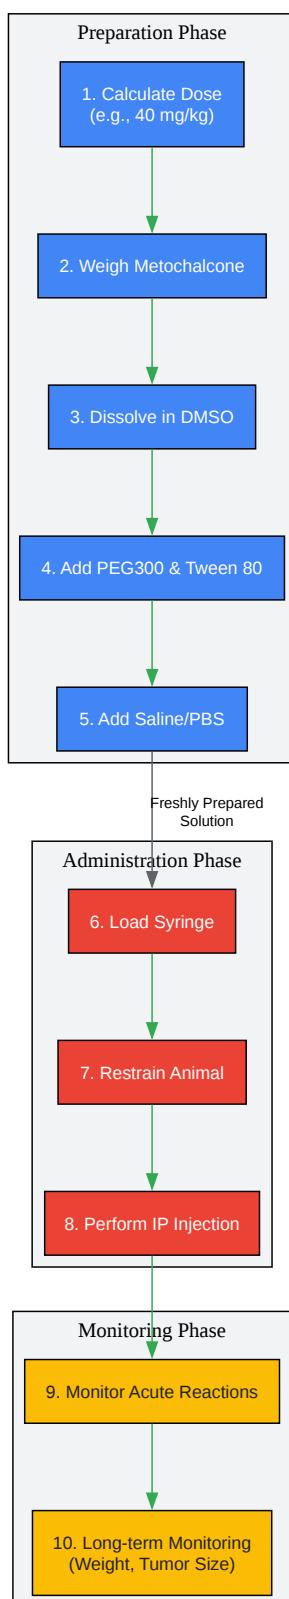 Preparation Phase
1. Calculate Dose
(e.g., 40 mg/kg)
2. Weigh Metochalcone
3. Dissolve in DMSO
4. Add PEG300 & Tween 80
5. Add Saline/PBS
Freshly Prepared
Solution
Administration Phase
6. Load Syringe
7. Restrain Animal
8. Perform IP Injection
Monitoring Phase
9. Monitor Acute Reactions
10. Long-term Monitoring
(Weight, Tumor Size)